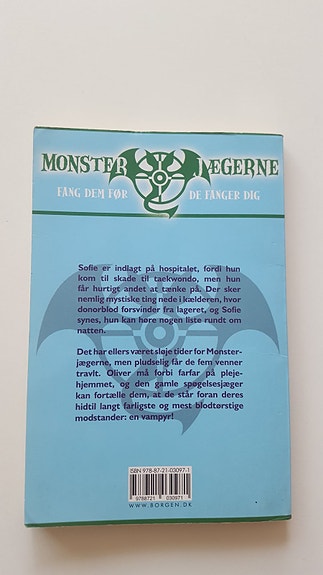 MONSTER JÆGERNE
FANG DEM FØR DE FANGER DIG
Sofie er indlagt på hospitalet, fordi hun
kom til skade til taekwondo, men hun
får hurtigt andet at tænke på. Der sker
nemlig mystiske ting nede i kælderen, hvor
donorblod forsvinder fra lageret, og Sofie
synes, hun kan høre nogen liste rundt om
natten.
Det har ellers været sløje tider for Monster-
jægerne, men pludselig får de fem venner
travlt. Oliver må forbi farfar på pleje-
hjemmet, og den gamle spøgelsesjæger
kan fortælle dem, at de står foran deres
hidtil langt farligste og mest blodtørstige
modstander: en vampyr!
ISBN 978-87-21-03097-1
9788721 030971
WWW.BORGEN.DK